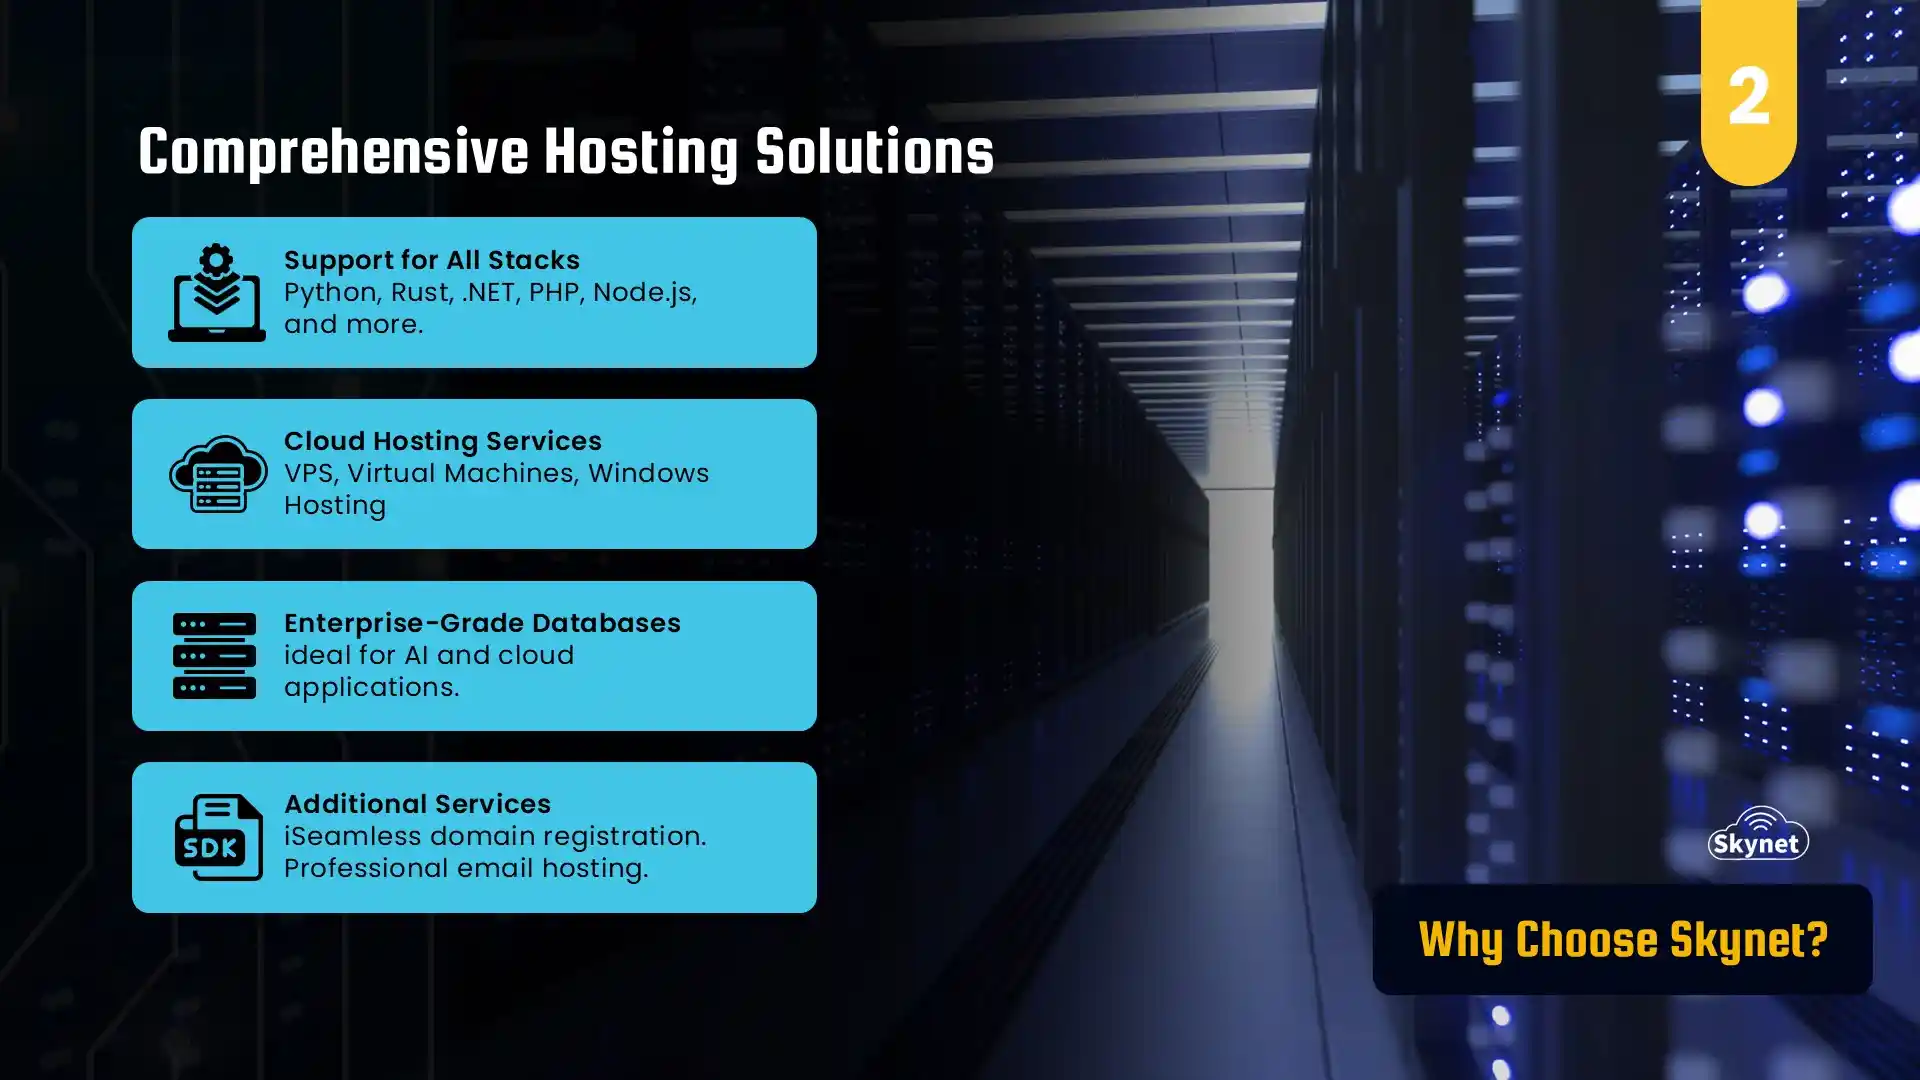 2
Comprehensive Hosting Solutions
Support for All Stacks
Python, Rust, .NET, PHP, Node.js,
and more.
Cloud Hosting Services
VPS, Virtual Machines, Windows
Hosting
Enterprise-Grade Databases
ideal for AI and cloud
applications.
Additional Services
iSeamless domain registration.
Professional email hosting.
SDK
Skynet
Why Choose Skynet?